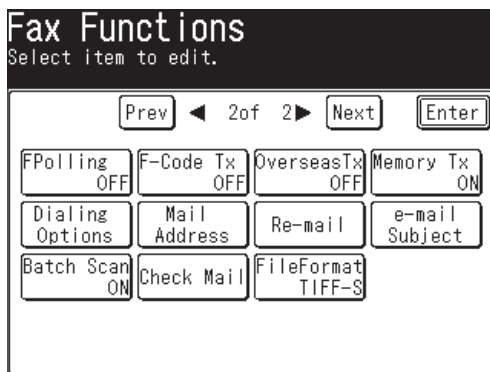 Fax Functions
Select item to edit.
Prev ◀ 2of 2▶ Next Enter
FPolling OFF
F-Code Tx OFF
OverseasTx OFF
Memory Tx ON
Dialing Options
Mail Address
Re-mail
e-mail Subject
Batch Scan ON
Check Mail
FileFormat TIFF-S